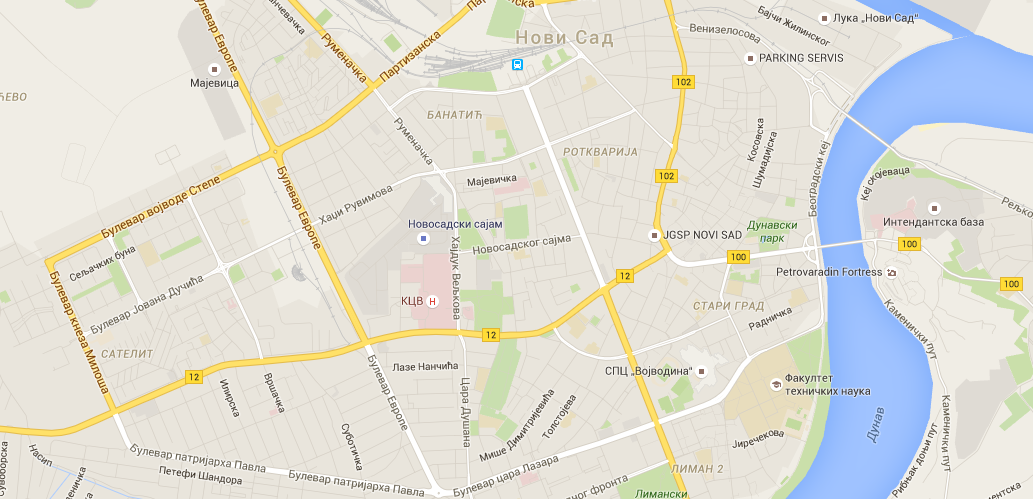 Лука „Нови Сад"
Бајчи Жилинског
Венизелосова
Нови Сад
PARKING SERVIS
Партизанска
Руменачка
Булевар Европе
Мајевица
102
БАНАТИЋ
Руменачка
РОТКВАРИЈА
Косовска
Шумадијска
Београдски кеј
Кеј скојеваца
102
Мајевичка
Хаџи Рувимова
Булевар војводе Степе
Булевар Европе
Новосадски сајам
Новосадског сајма
JGSP NOVI SAD
Дунавски
парк
Интендантска база
100
100
100
Сељачких буна
Хајдук Вељкова
12
Petrovaradin Fortress
КЦВ
H
Булевар Јована Дучића
Булевар кнеза Милоша
СТАРИ ГРАД
Радничка
Каменички пут
12
САТЕЛИТ
Лазе Нанчића
СПЦ „Војводина"
12
Факултет
техничких наука
Илирска
Вршачка
Булевар Европе
Цара Душана
Мише Димитријевића
Толстојева
Суботичка
Јиречекова
Дунав
Каменички пут
Рибњак доњи пут
Насип
Булевар патријарха Павла
Петефи Шандора
Булевар патријарха Павла
Булевар цара Лазара
ЛИМАН 2
Лимански